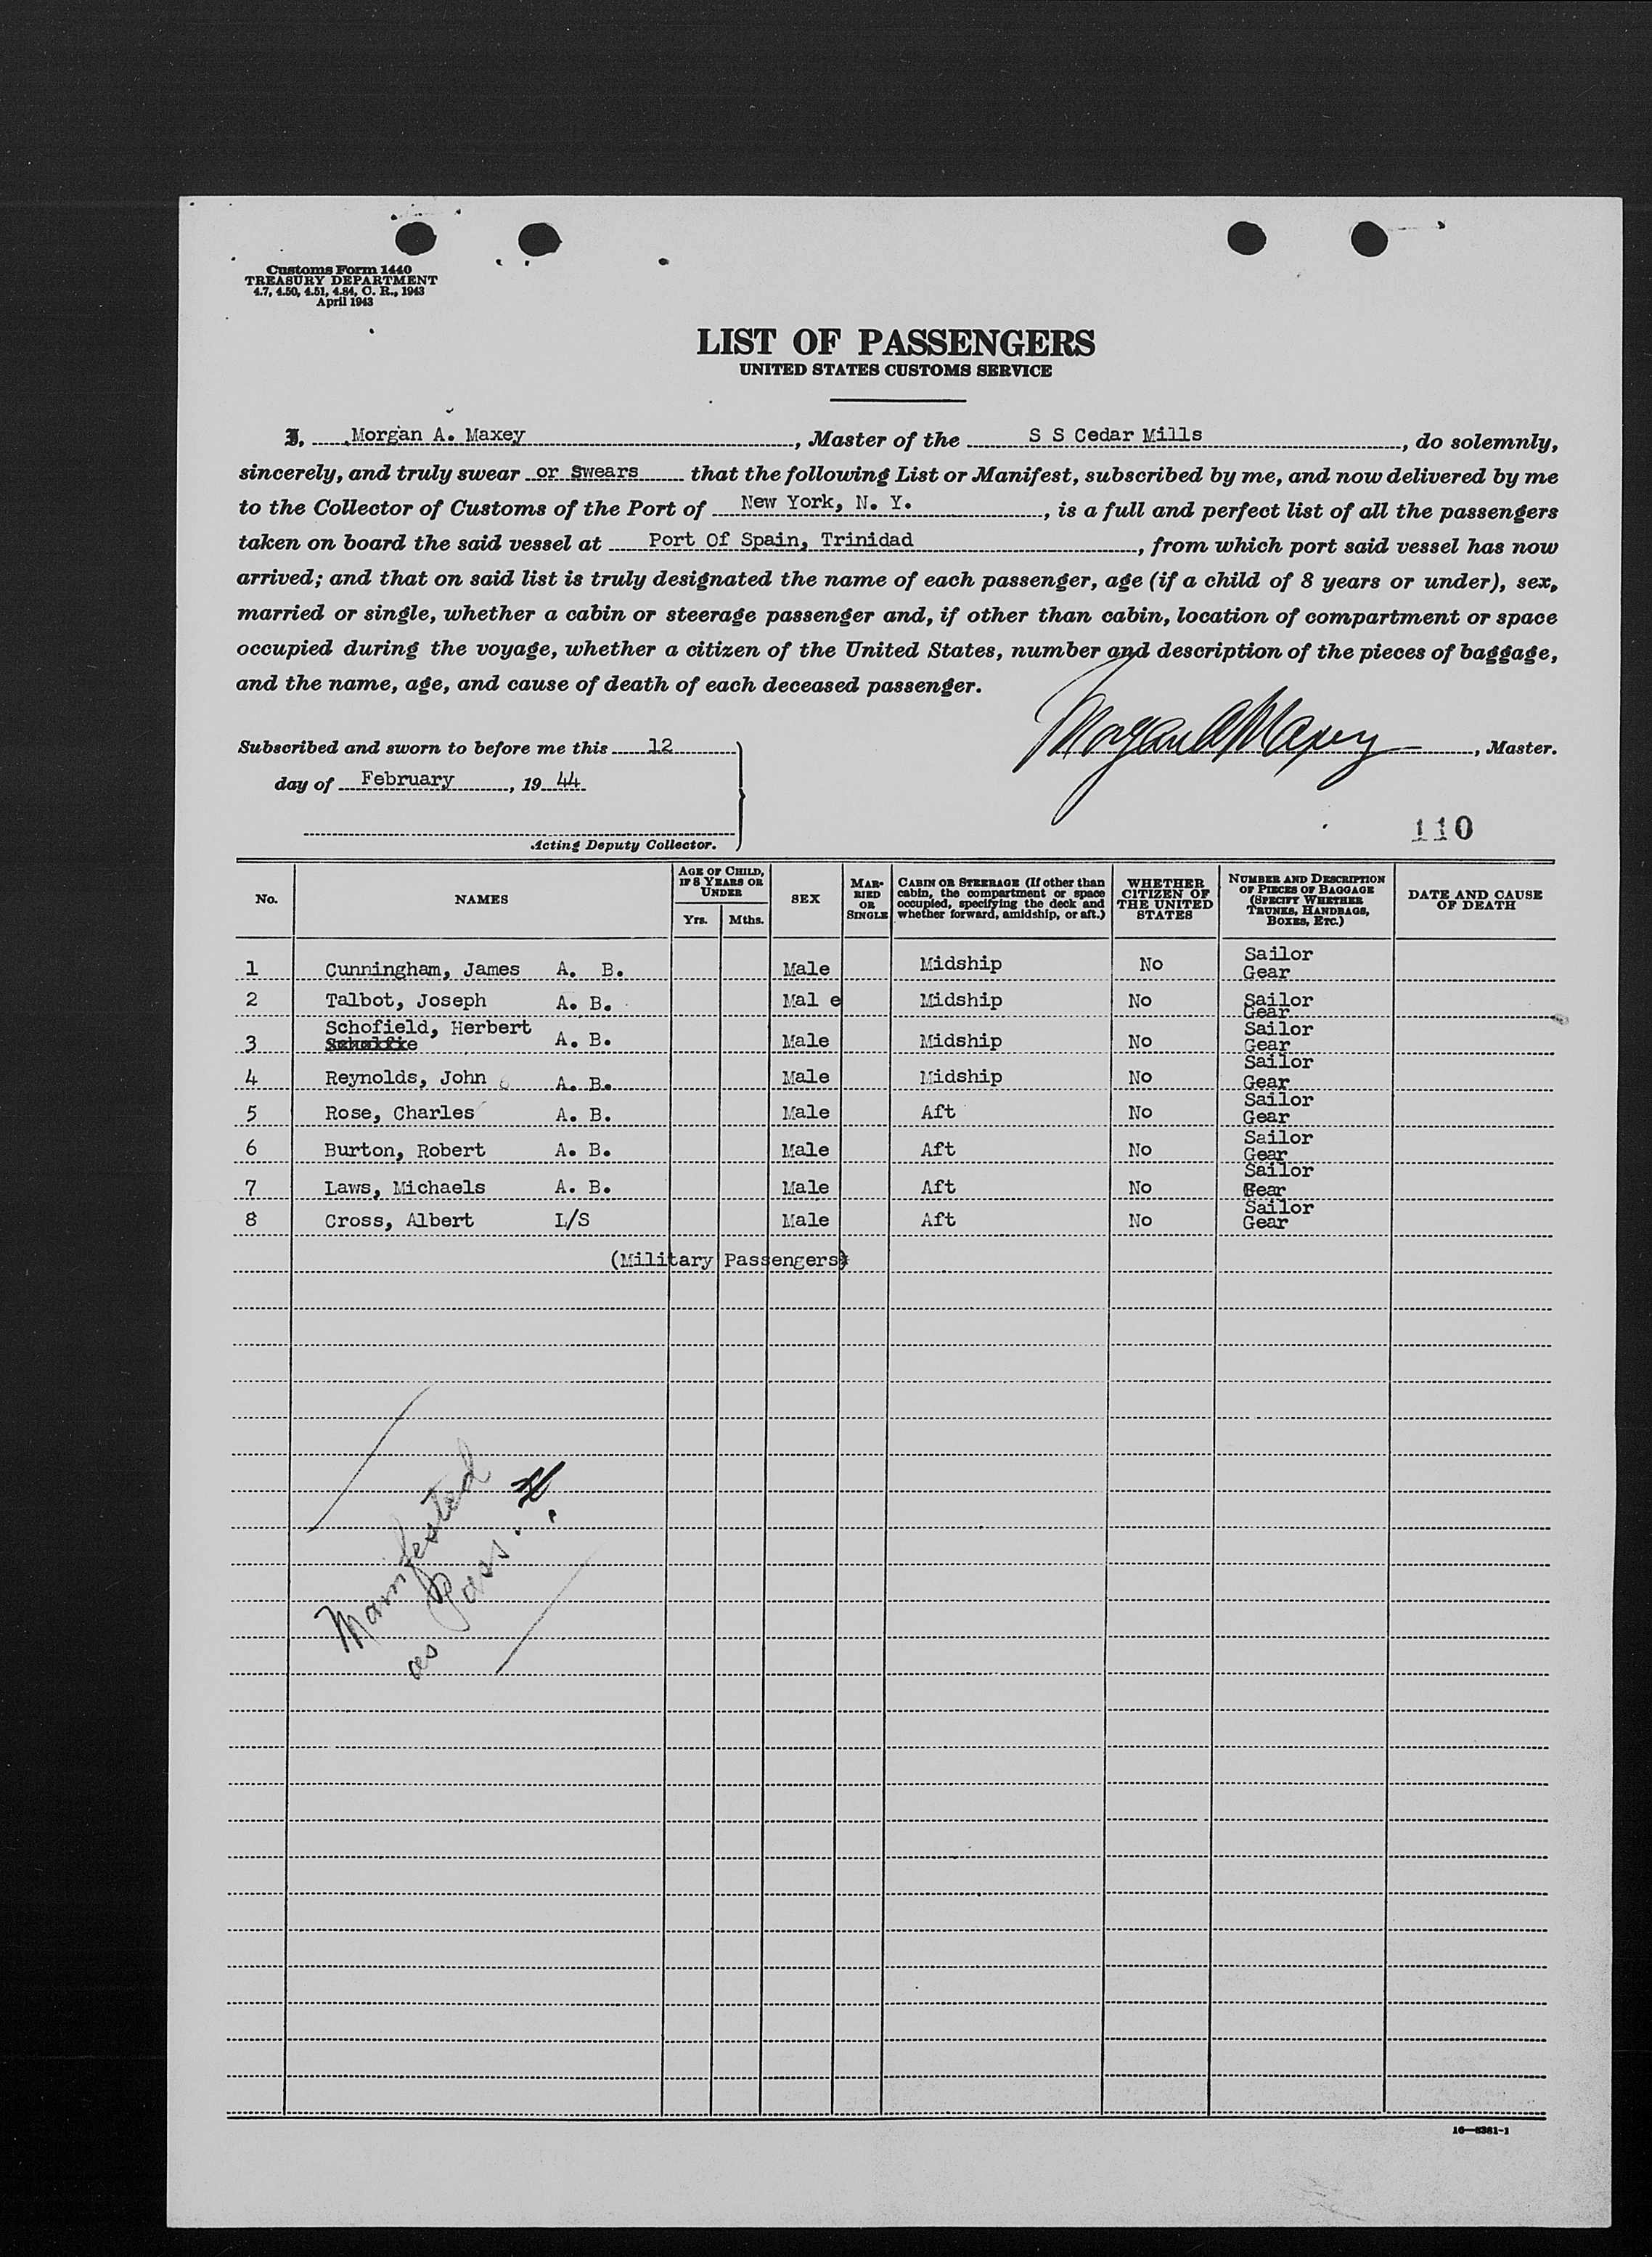 Customs Form 1440
TREASURY DEPARTMENT
4.7, 4.50, 4.51, 4.84, C. R., 1943
April 1943
LIST OF PASSENGERS
UNITED STATES CUSTOMS SERVICE
I, Morgan A. Maxey, Master of the S S Cedar Mills, do solemnly,
sincerely, and truly swear or Swears that the following List or Manifest, subscribed by me, and now delivered by me
to the Collector of Customs of the Port of New York, N. Y., is a full and perfect list of all the passengers
taken on board the said vessel at Port Of Spain, Trinidad, from which port said vessel has now
arrived; and that on said list is truly designated the name of each passenger, age (if a child of 8 years or under), sex,
married or single, whether a cabin or steerage passenger and, if other than cabin, location of compartment or space
occupied during the voyage, whether a citizen of the United States, number and description of the pieces of baggage,
and the name, age, and cause of death of each deceased passenger.
Morgan A Maxey, Master.
Subscribed and sworn to before me this 12
day of February, 19 44
Acting Deputy Collector.
110
No. NAMES AGE OF CHILD, IF 8 YEARS OR UNDER Yrs. Mths. SEX MARRIED OR SINGLE CABIN OR STEERAGE (If other than cabin, the compartment or space occupied, specifying the deck and whether forward, amidship, or aft.) WHETHER CITIZEN OF THE UNITED STATES NUMBER AND DESCRIPTION OF PIECES OF BAGGAGE (SPECIFY WHETHER TRUNKS, HANDBAGS, BOXES, ETC.) DATE AND CAUSE OF DEATH
1 Cunningham, James A. B. Male Midship No Sailor Gear
2 Talbot, Joseph A. B. Mal e Midship No Sailor Gear
3 Schofield, Herbert A. B. Male Midship No Sailor Gear
4 Reynolds, John A. B. Male Midship No Sailor Gear
5 Rose, Charles A. B. Male Aft No Sailor Gear
6 Burton, Robert A. B. Male Aft No Sailor Gear
7 Laws, Michaels A. B. Male Aft No Sailor Gear
8 Cross, Albert L/S Male Aft No Sailor Gear
(Military Passengers)
Manifested
as Pass.
16—8381-1